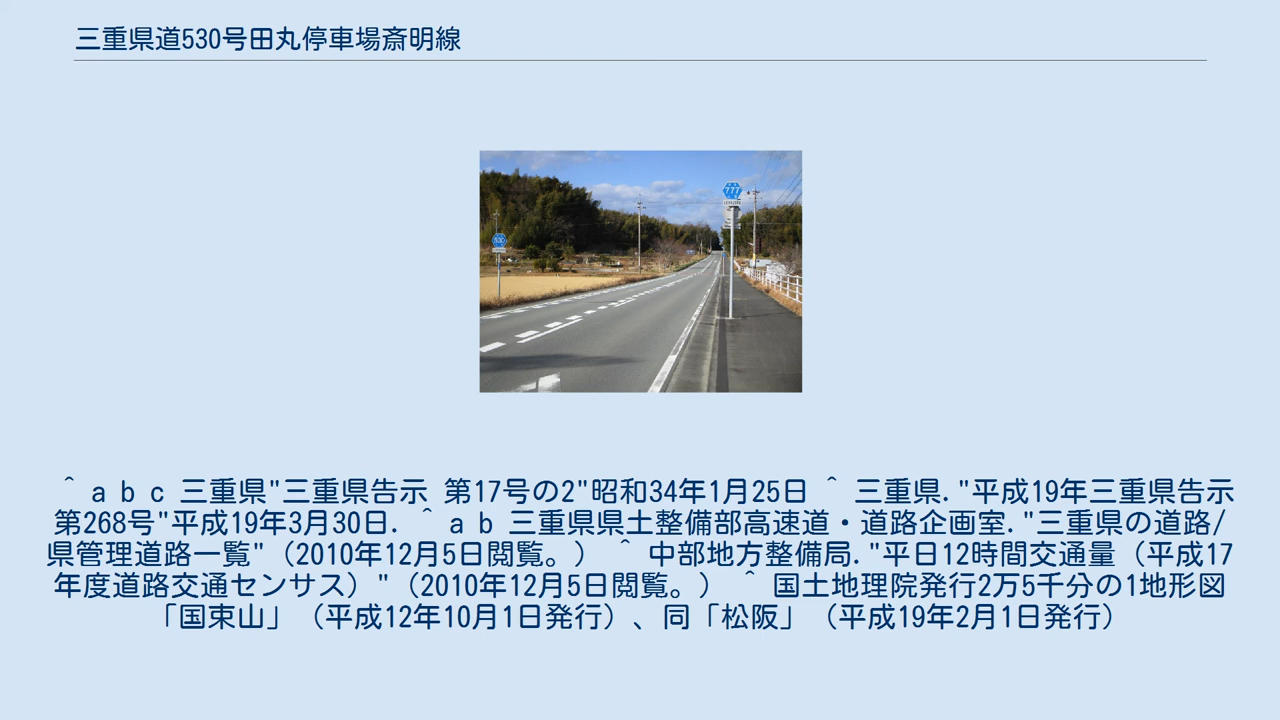 三重県道530号田丸停車場斎明線
530
777
^ a b c 三重県"三重県告示 第17号の2"昭和34年1月25日 ^ 三重県."平成19年三重県告示
第268号"平成19年3月30日. ^ a b 三重県県土整備部高速道・道路企画室."三重県の道路/
県管理道路一覧"（2010年12月5日閲覧。） ^ 中部地方整備局."平日12時間交通量（平成17
年度道路交通センサス）"（2010年12月5日閲覧。） ^ 国土地理院発行2万5千分の1地形図
「国束山」（平成12年10月1日発行）、同「松阪」（平成19年2月1日発行）